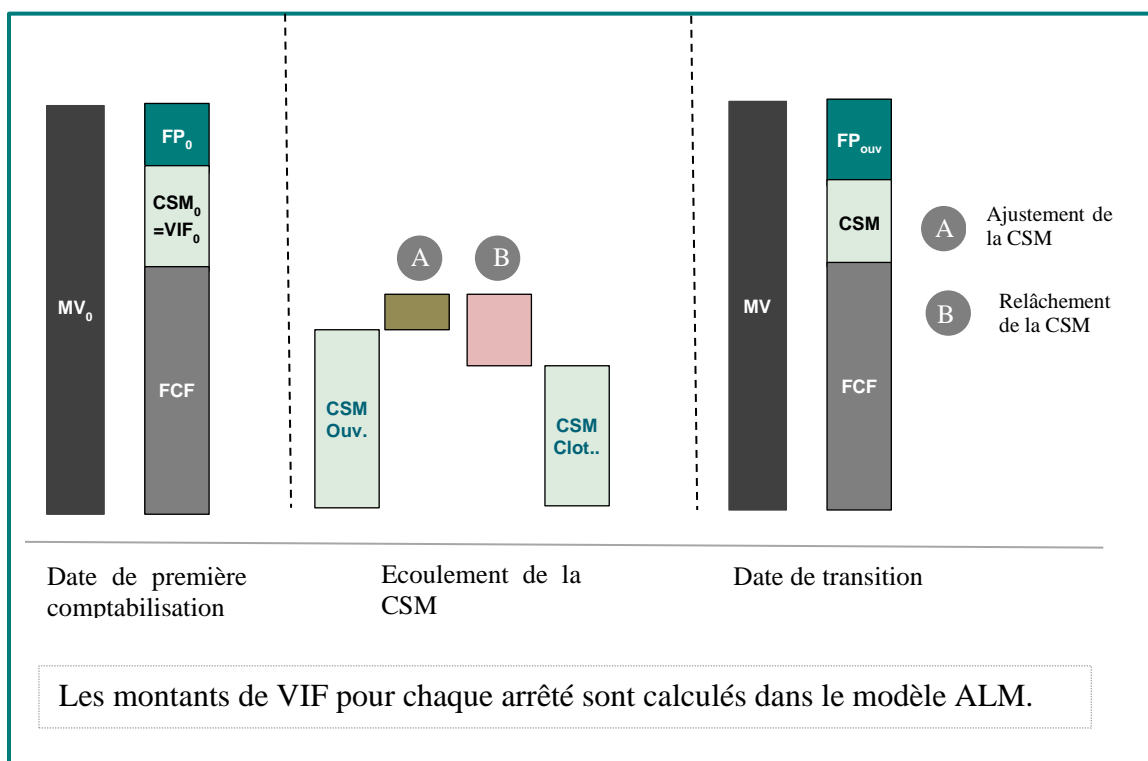 MV0
FP0
CSM0
=VIF0
FCF
A
B
CSM
Ouv.
CSM
Clot..
MV
FPouv
CSM
FCF
A
Ajustement de
la CSM
B
Relâchement
de la CSM
Date de première
comptabilisation
Ecoulement de la
CSM
Date de transition
Les montants de VIF pour chaque arrêté sont calculés dans le modèle ALM.